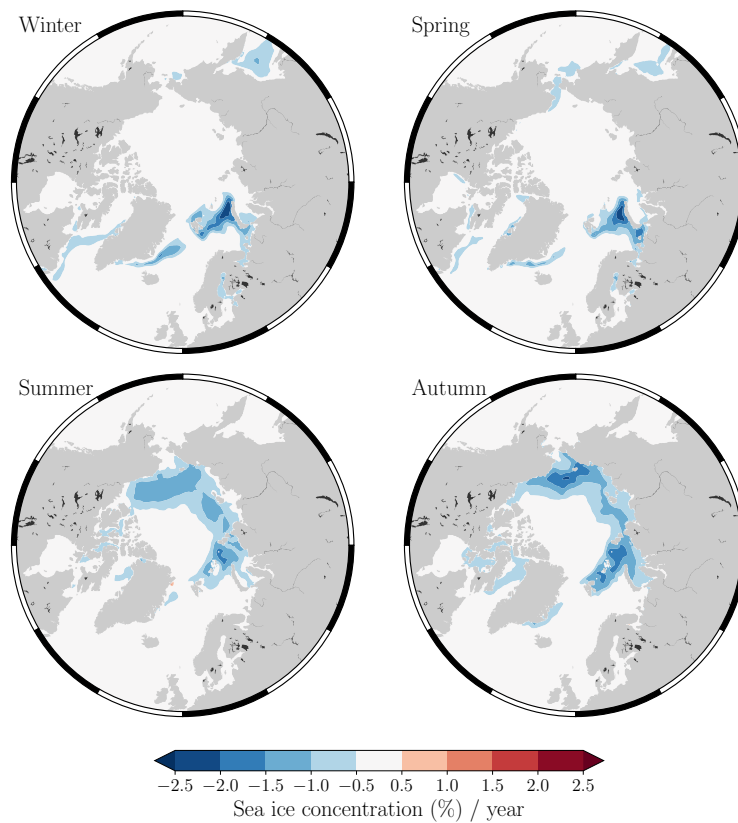 Winter Spring
Summer Autumn
−2.5 −2.0 −1.5 −1.0 −0.5 0.5 1.0 1.5 2.0 2.5
Sea ice concentration (%) / year